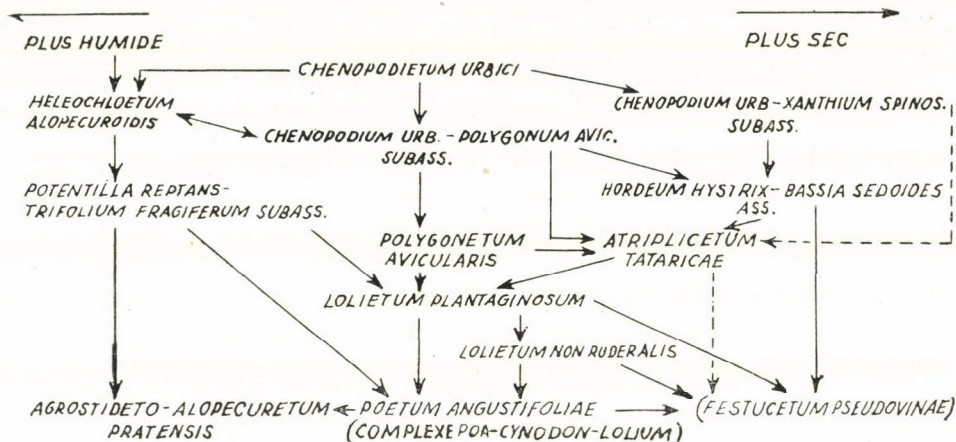 PLUS HUMIDE
PLUS SEC
CHENOPODIETUM URBICI
HELEOCHLOETUM
ALOPECUROIDIS
CHENOPODIUM URB-XANTHIUM SPINOS.
SUBASS.
CHENOPODIUM URB.-POLYGONUM AVIC.
SUBASS.
POTENTILLA REPTANS-
TRIFOLIUM FRAGIFERUM SUBASS.
HORDEUM HYSTRIX-BASSIA SEDOIDES
ASS.
POLYGONETUM
AVICULARIS
ATRIPLICETUM
TATARICAE
LOLIETUM PLANTAGINOSUM
LOLIETUM NON RUDERALIS
AGROSTIDETO-ALOPECURETUM
PRATENSIS
POETUM ANGUSTIFOLIAE
(COMPLEXE POA-CYNODON-LOLIUM)
(FESTUCETUM PSEUDOVINAE)